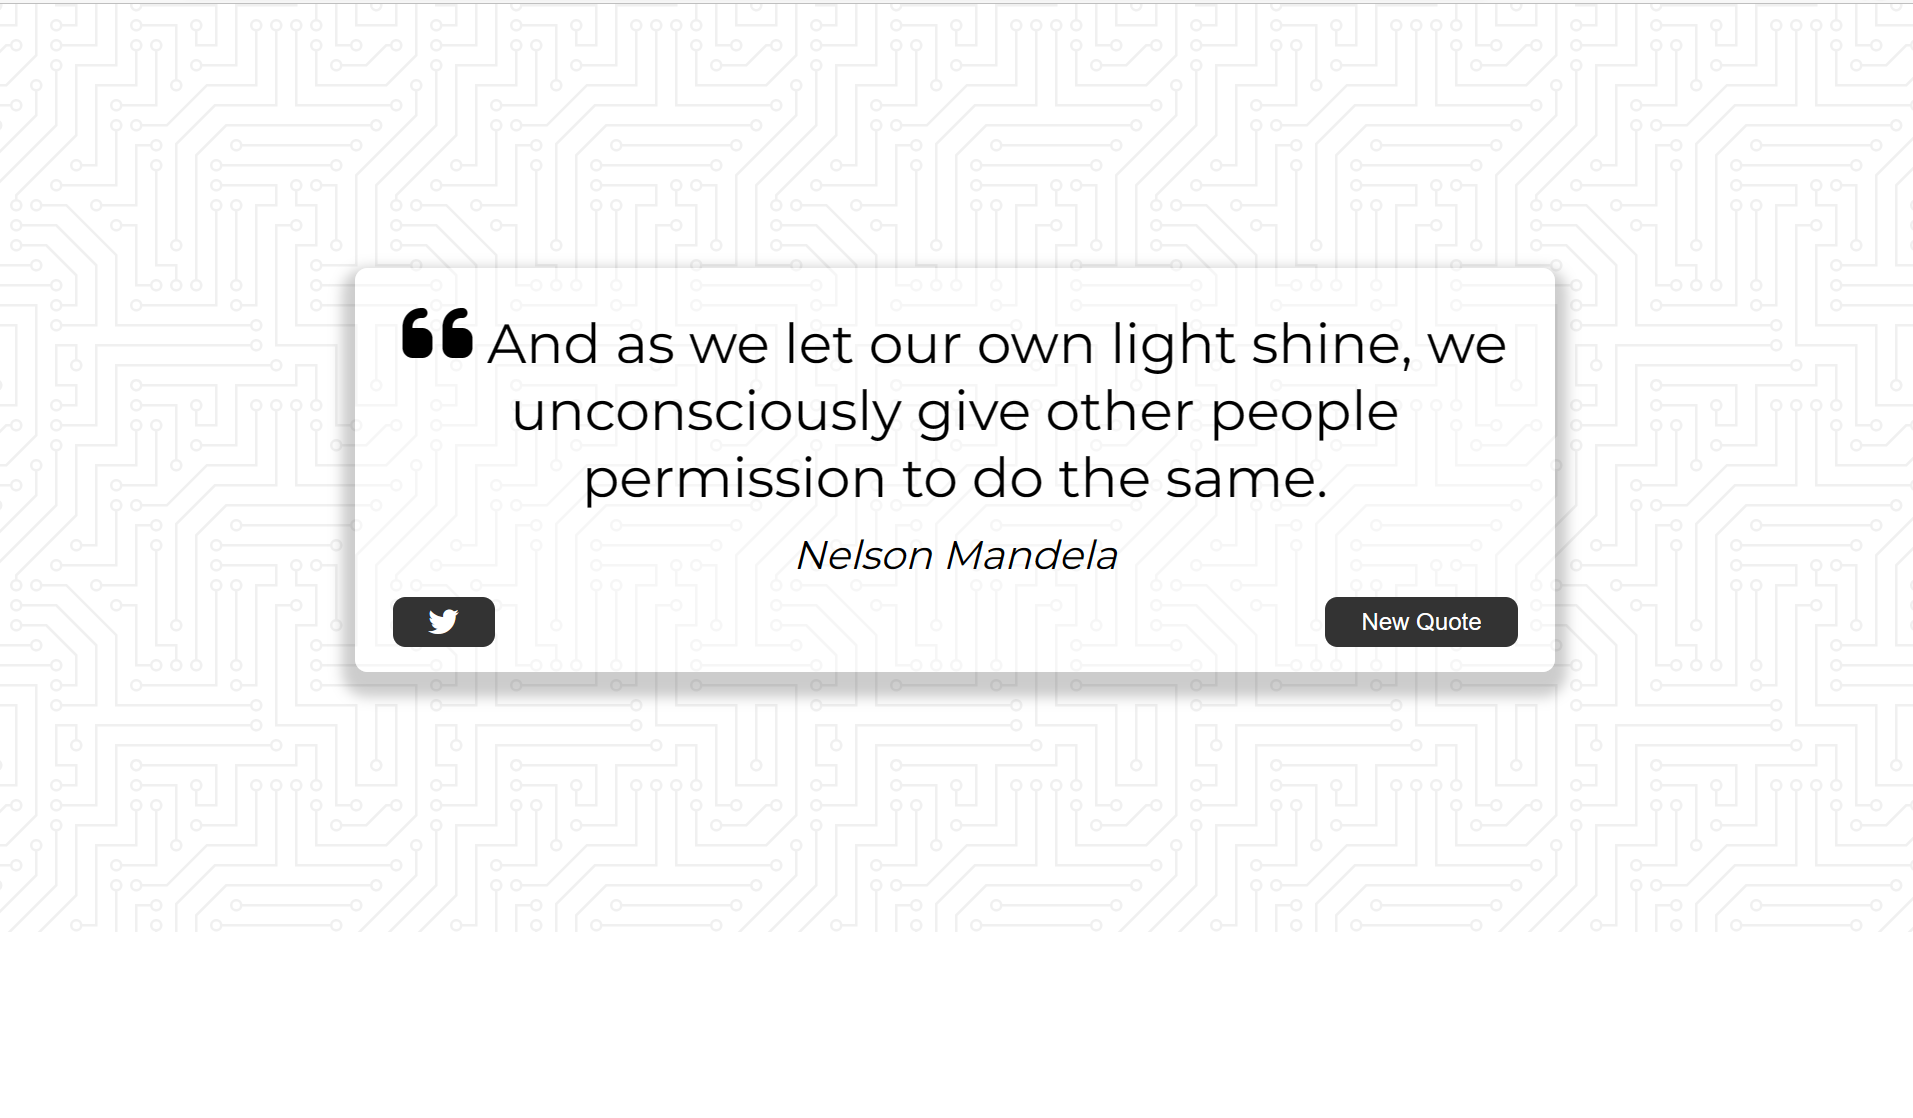 ❝ And as we let our own light shine, we
unconsciously give other people
permission to do the same.
Nelson Mandela
New Quote